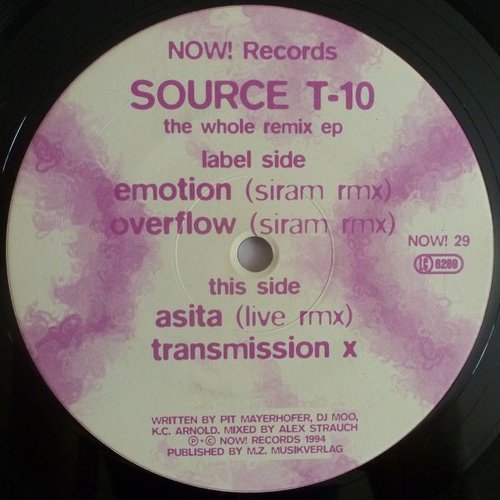 NOW! Records
SOURCE T-10
the whole remix ep
label side
emotion (siram rmx)
overflow (siram rmx)
NOW! 29
LC 6269
this side
asita (live rmx)
transmission x
WRITTEN BY PIT MAYERHOFER, DJ MOO,
K.C. ARNOLD. MIXED BY ALEX STRAUCH
℗+© NOW! RECORDS 1994
PUBLISHED BY M.Z. MUSIKVERLAG